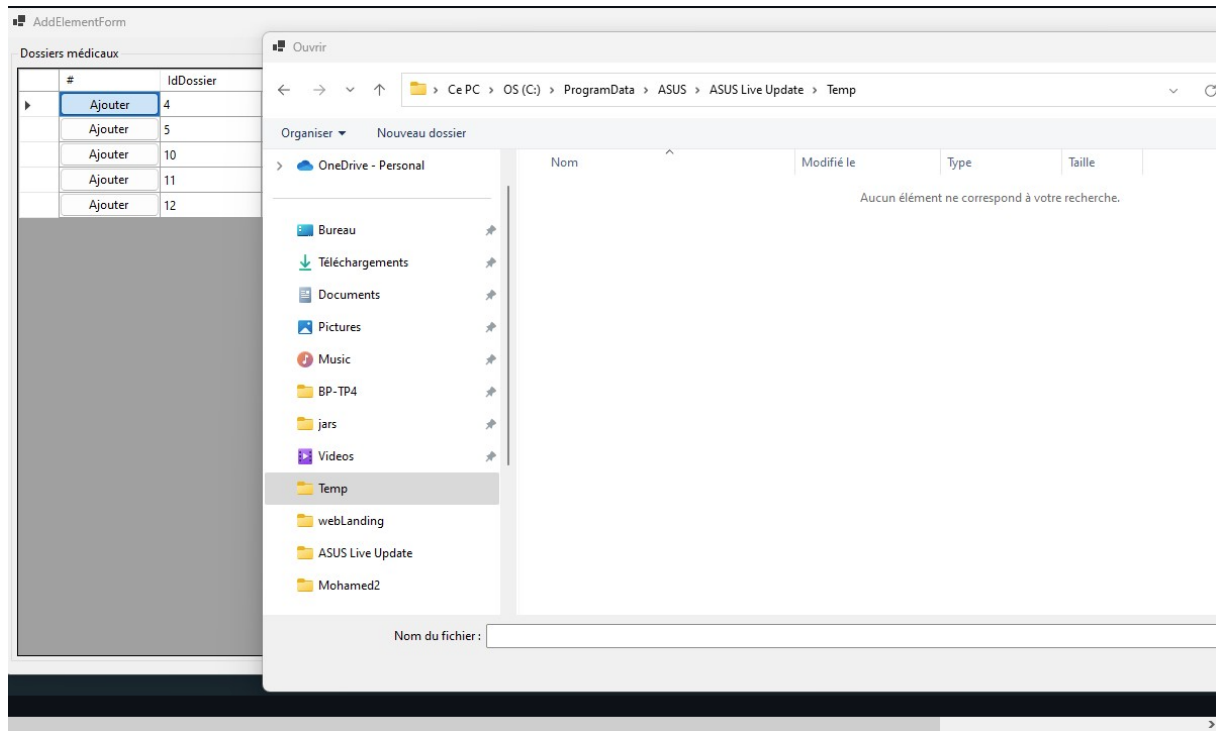 AddElementForm
Dossiers médicaux
# IdDossier
Ajouter 4
Ajouter 5
Ajouter 10
Ajouter 11
Ajouter 12
Ouvrir
Ce PC > OS (C:) > ProgramData > ASUS > ASUS Live Update > Temp
Organiser Nouveau dossier
OneDrive - Personal
Bureau
Téléchargements
Documents
Pictures
Music
BP-TP4
jars
Videos
Temp
webLanding
ASUS Live Update
Mohamed2
Nom Modifié le Type Taille
Aucun élément ne correspond à votre recherche.
Nom du fichier :